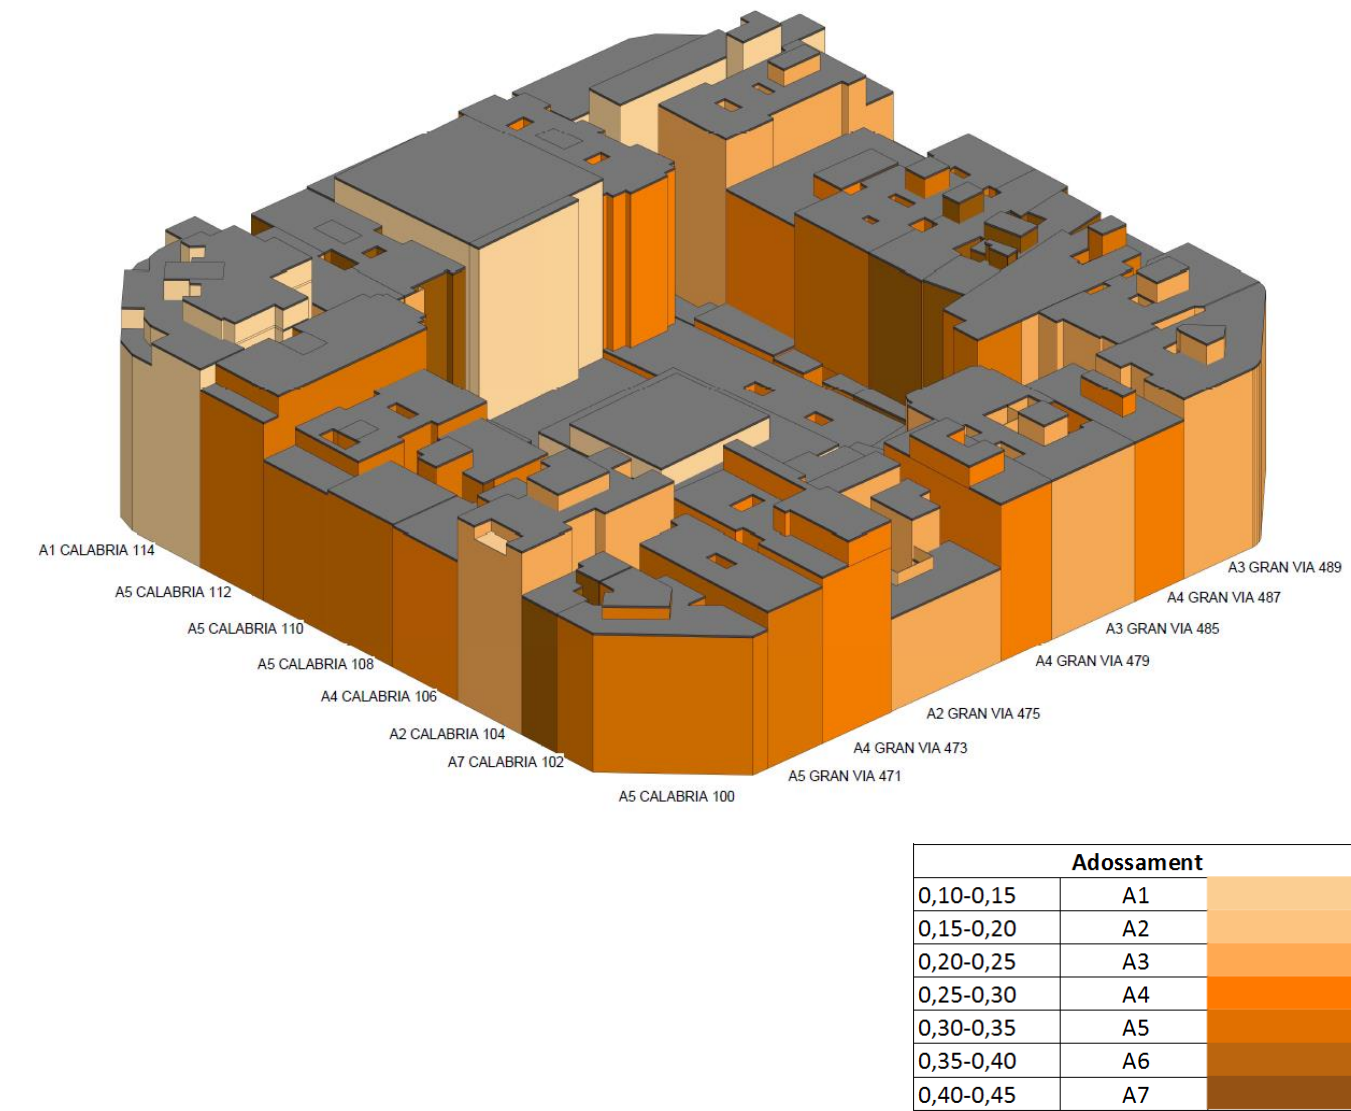 A1 CALABRIA 114
A5 CALABRIA 112
A5 CALABRIA 110
A5 CALABRIA 108
A4 CALABRIA 106
A2 CALABRIA 104
A7 CALABRIA 102
A5 CALABRIA 100
A5 GRAN VIA 471
A4 GRAN VIA 473
A2 GRAN VIA 475
A4 GRAN VIA 479
A3 GRAN VIA 485
A4 GRAN VIA 487
A3 GRAN VIA 489
Adossament
0,10-0,15 A1
0,15-0,20 A2
0,20-0,25 A3
0,25-0,30 A4
0,30-0,35 A5
0,35-0,40 A6
0,40-0,45 A7